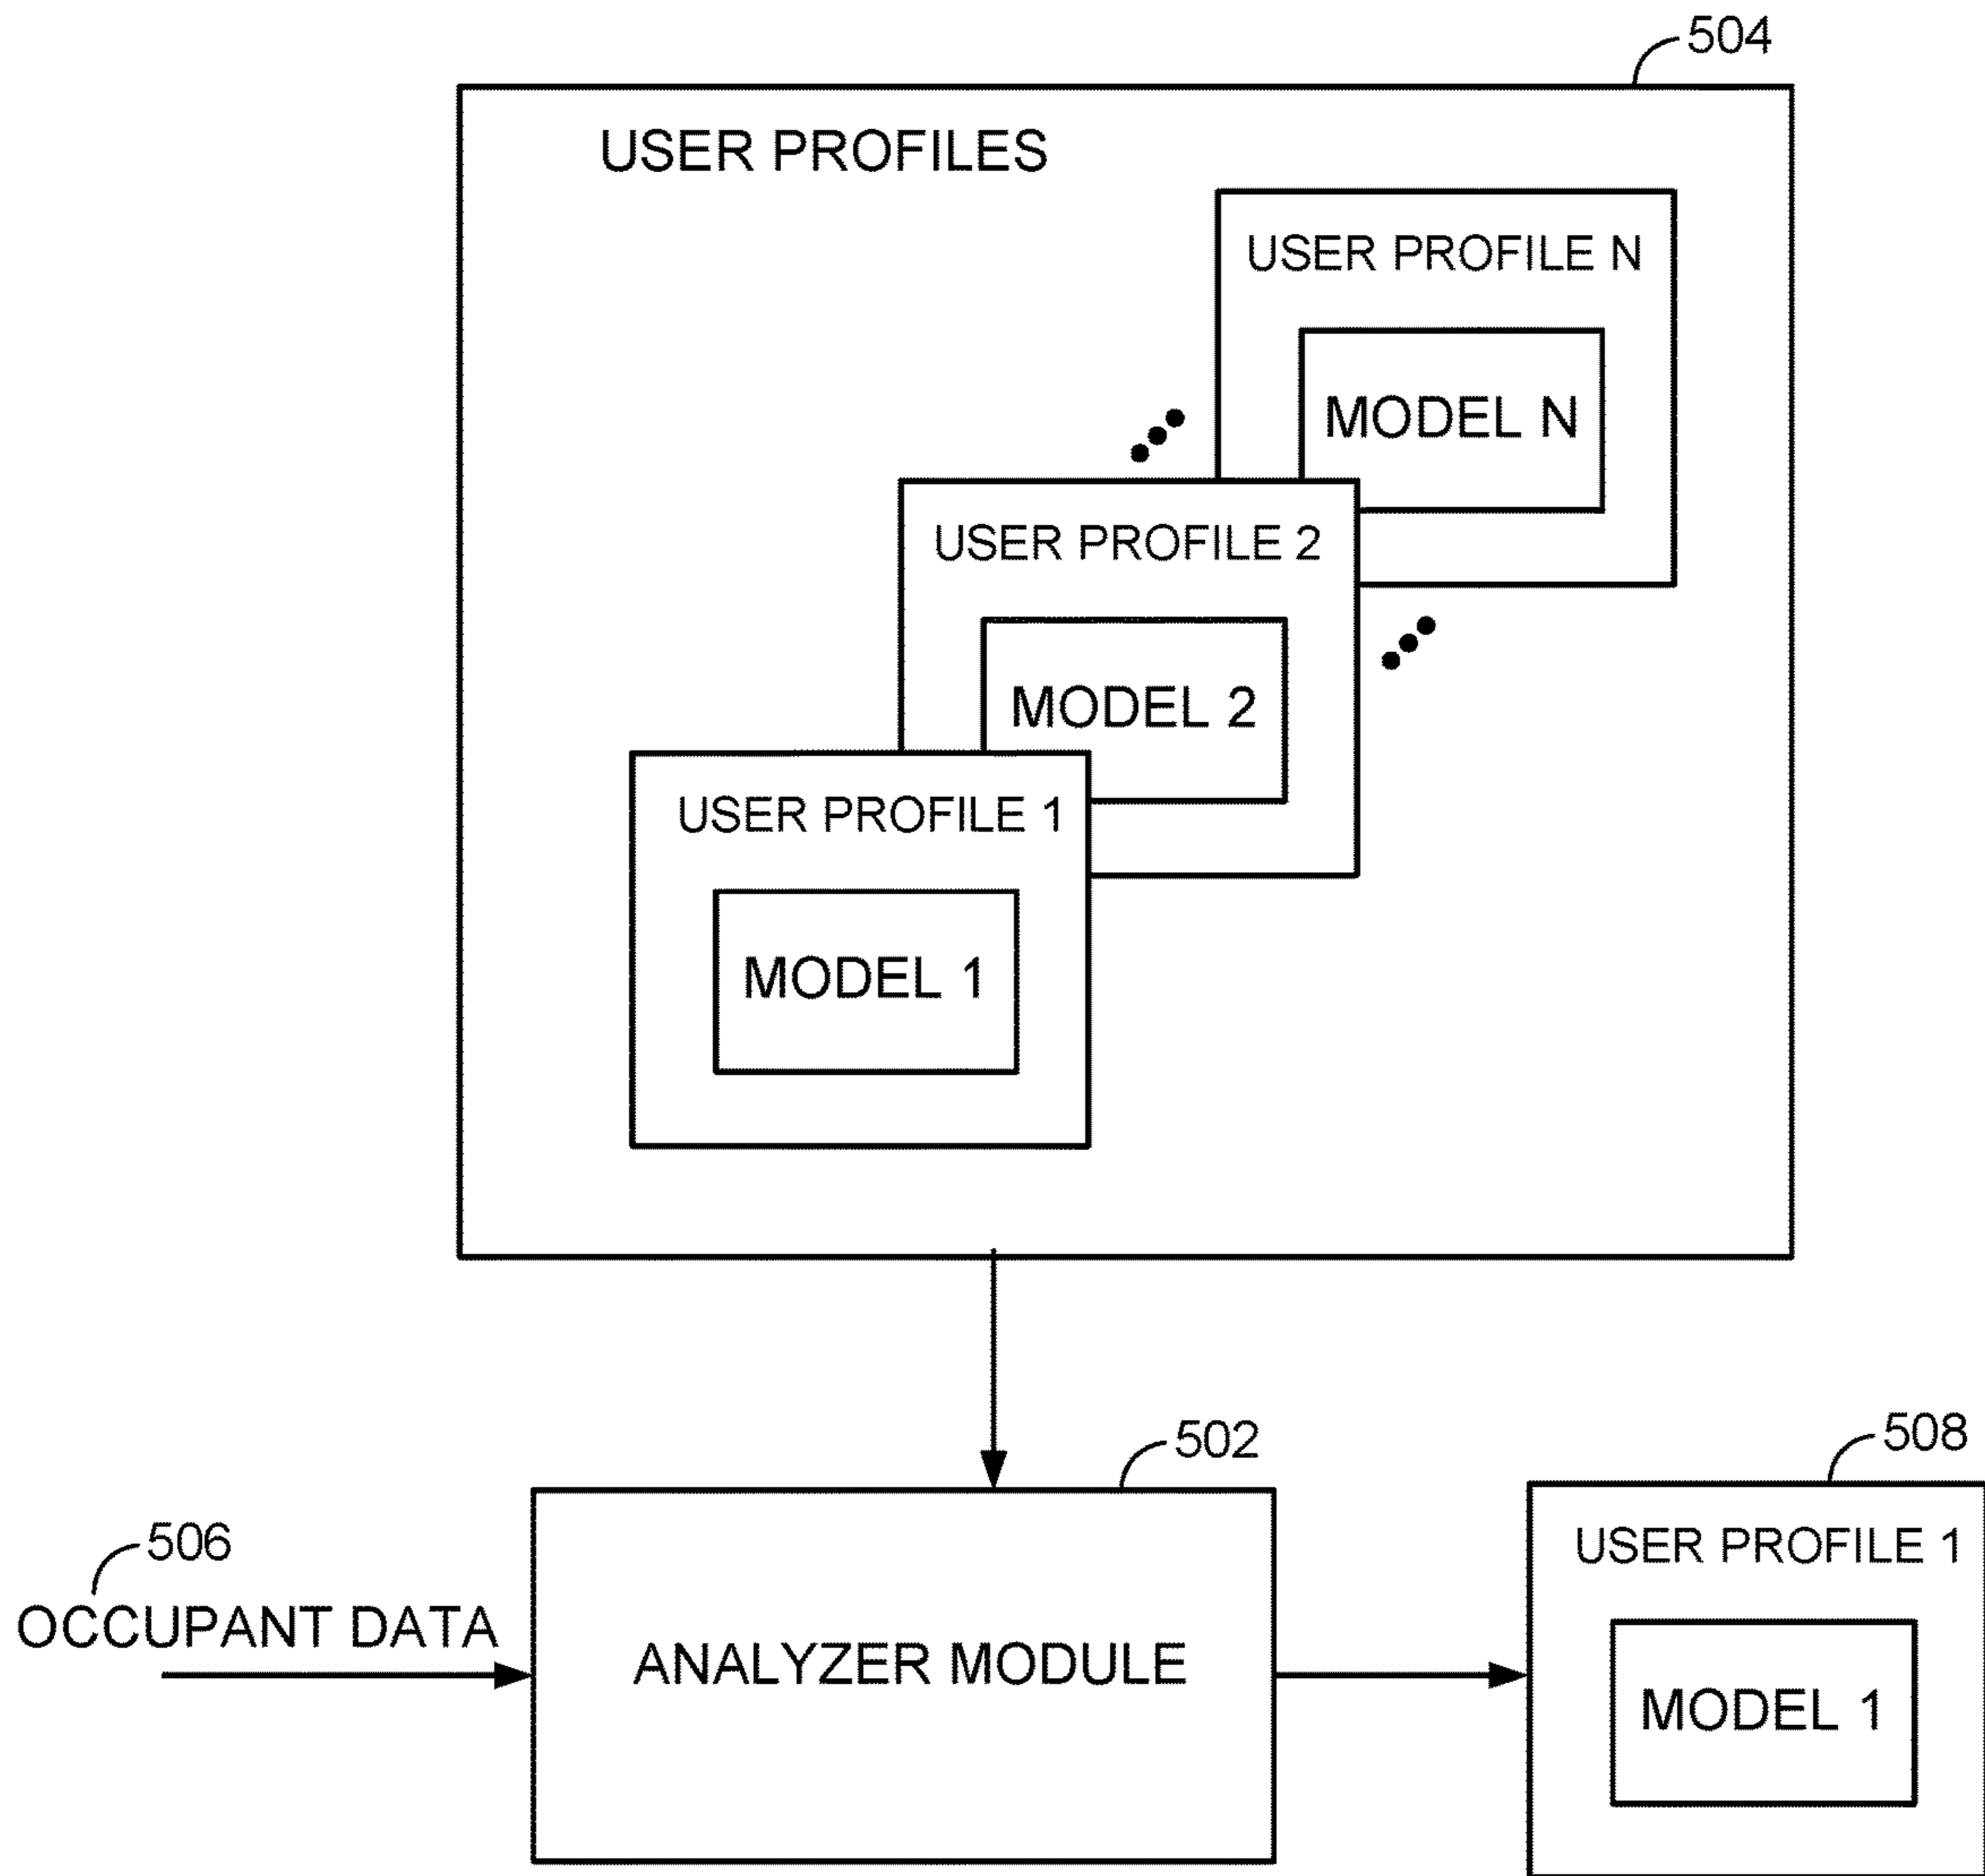 504
USER PROFILES
USER PROFILE N
MODEL N
USER PROFILE 2
MODEL 2
USER PROFILE 1
MODEL 1
502
508
506
OCCUPANT DATA
ANALYZER MODULE
USER PROFILE 1
MODEL 1